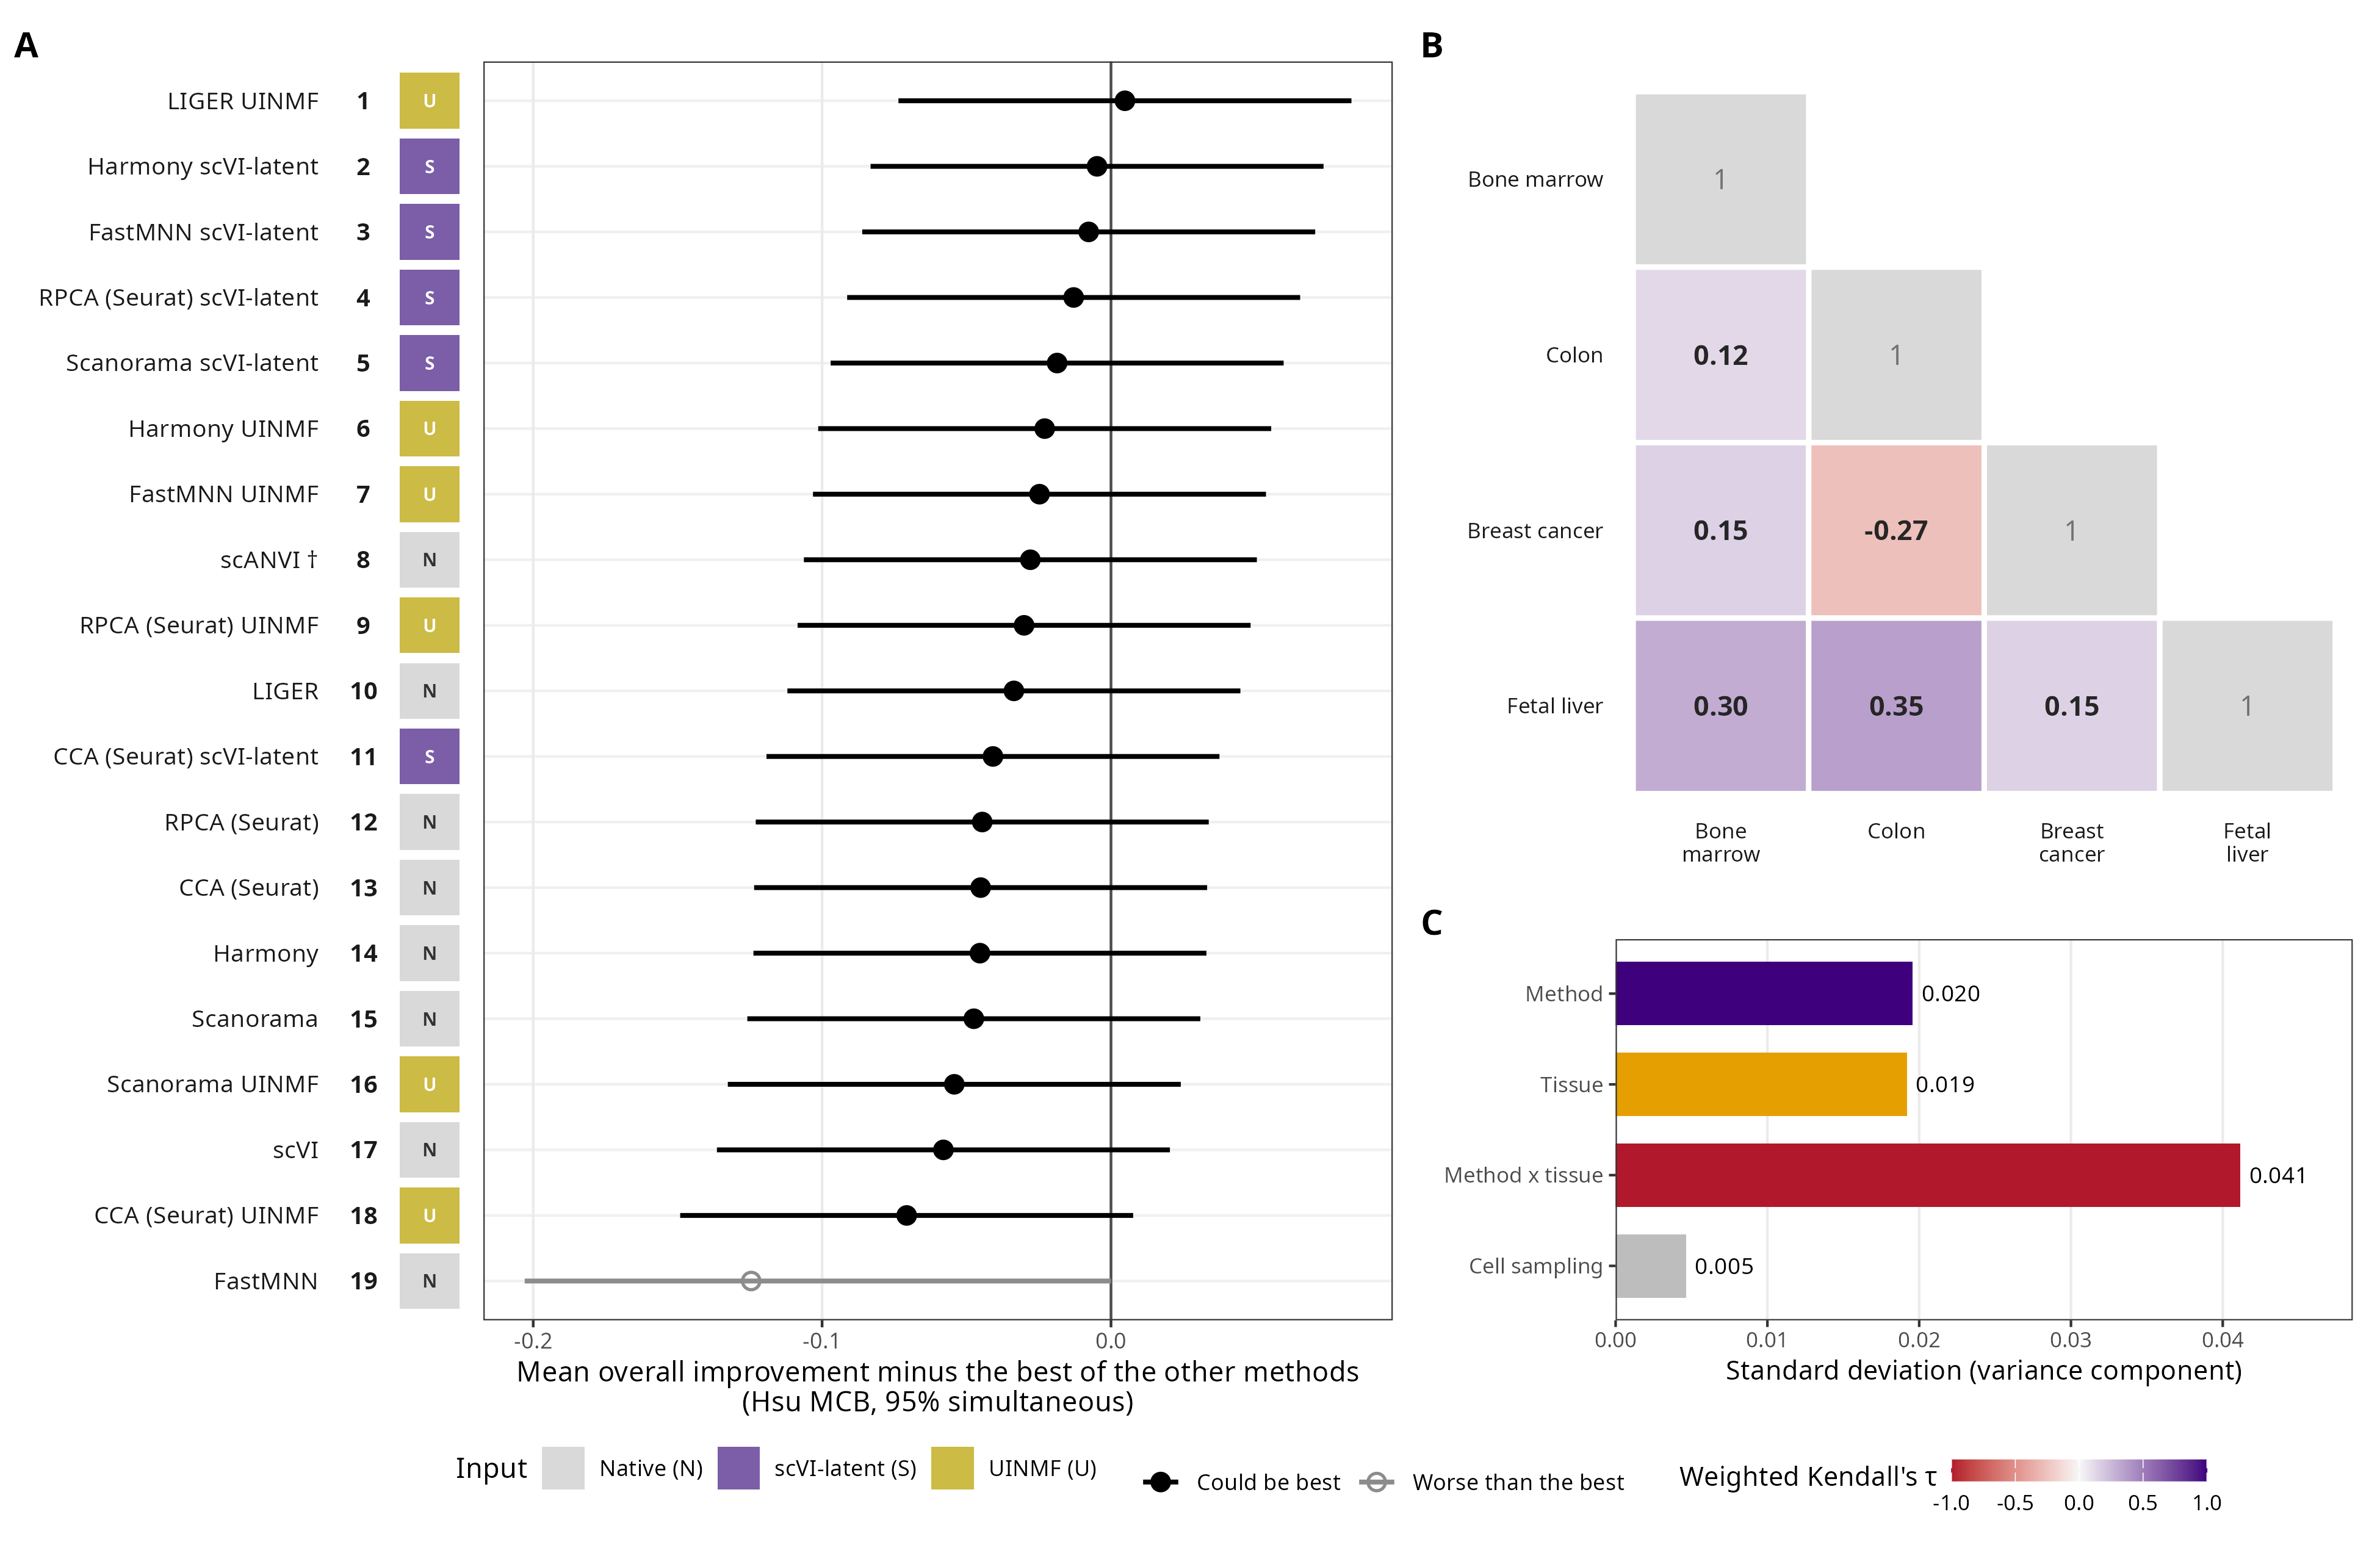 A
LIGER UINMF 1 U
Harmony scVI-latent 2 S
FastMNN scVI-latent 3 S
RPCA (Seurat) scVI-latent 4 S
Scanorama scVI-latent 5 S
Harmony UINMF 6 U
FastMNN UINMF 7 U
scANVI † 8 N
RPCA (Seurat) UINMF 9 U
LIGER 10 N
CCA (Seurat) scVI-latent 11 S
RPCA (Seurat) 12 N
CCA (Seurat) 13 N
Harmony 14 N
Scanorama 15 N
Scanorama UINMF 16 U
scVI 17 N
CCA (Seurat) UINMF 18 U
FastMNN 19 N
-0.2 -0.1 0.0
Mean overall improvement minus the best of the other methods
(Hsu MCB, 95% simultaneous)
Input Native (N) scVI-latent (S) UINMF (U)
Could be best Worse than the best
B
Bone marrow 1
Colon 0.12 1
Breast cancer 0.15 -0.27 1
Fetal liver 0.30 0.35 0.15 1
Bone Colon Breast Fetal
marrow cancer liver
C
Method 0.020
Tissue 0.019
Method x tissue 0.041
Cell sampling 0.005
0.00 0.01 0.02 0.03 0.04
Standard deviation (variance component)
Weighted Kendall's τ
-1.0 -0.5 0.0 0.5 1.0